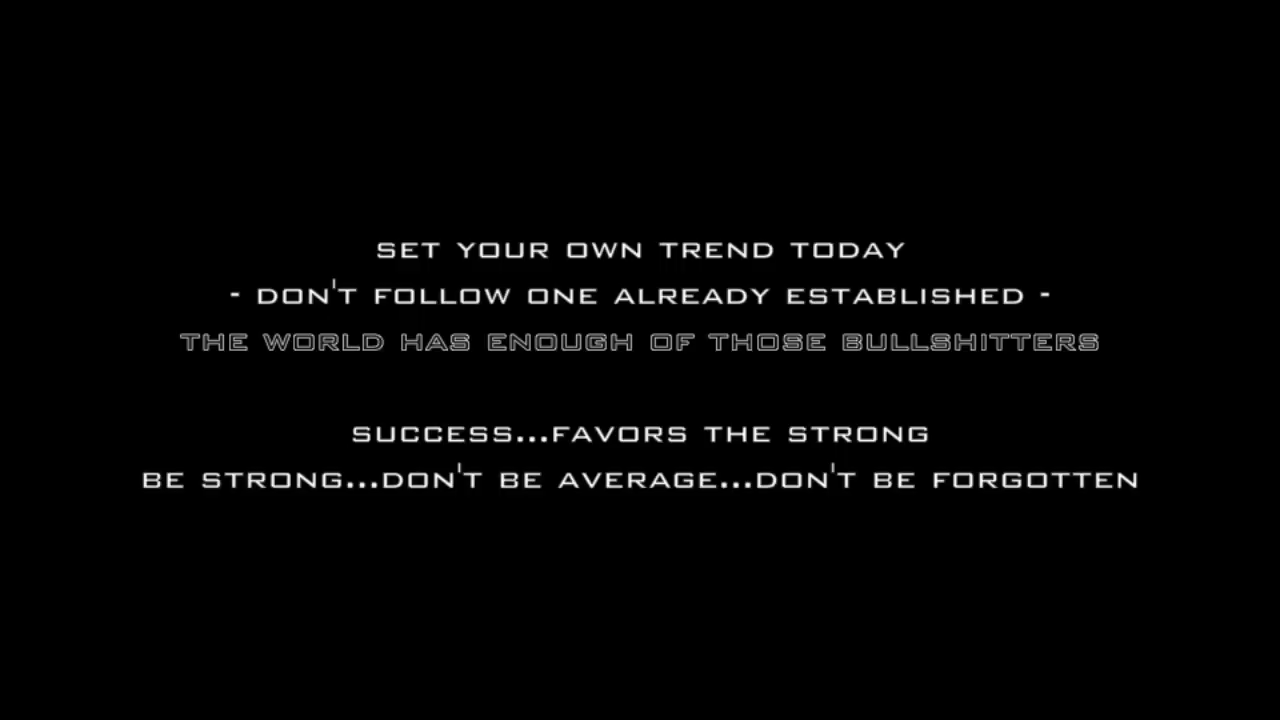 SET YOUR OWN TREND TODAY
- DON'T FOLLOW ONE ALREADY ESTABLISHED -
THE WORLD HAS ENOUGH OF THOSE BULLSHITTERS
SUCCESS...FAVORS THE STRONG
BE STRONG...DON'T BE AVERAGE...DON'T BE FORGOTTEN